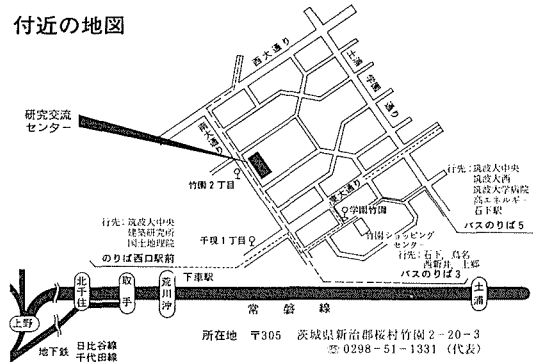 付近の地図
西大通り
土浦
学園
通り
研究交流
センター
南大通り
竹園2丁目
東大通り
学園竹園
行先:筑波大中央
筑波大西
筑波大学病院
高エネルギー
石下駅
バスのりば5
行先:筑波大中央
建築研究所
国土地理院
のりば西口駅前
千現1丁目
竹園ショッピング
センター
行先:石下、鳥名
西新井、上郷
バスのりば3
下車駅
上野
北千住
取手
荒川沖
土浦
常磐線
地下鉄 日比谷線
千代田線
所在地 〒305 茨城県新治郡桜村竹園2-20-3
☎ 0298-51-1331(代表)